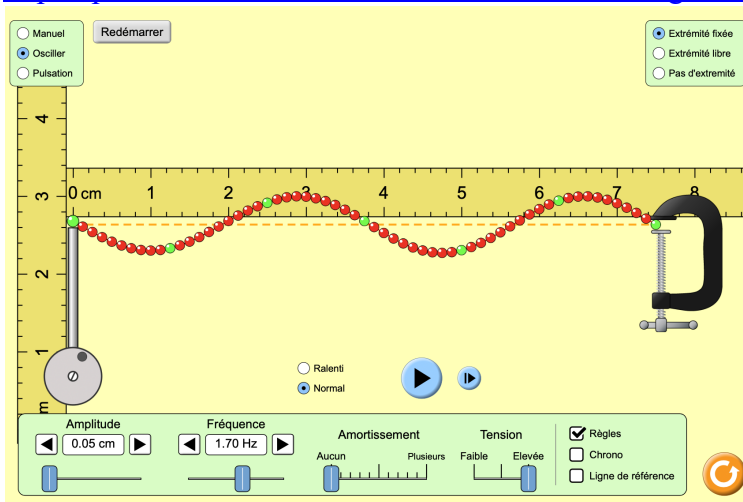 Manuel
Osciller
Pulsation
Redémarrer
Extrémité fixée
Extrémité libre
Pas d'extremité
0 cm 1 2 3 4 5 6 7 8
4
3
2
1
Ralenti
Normal
Amplitude
0.05 cm
Fréquence
1.70 Hz
Amortissement
Aucun Plusieurs
Tension
Faible Elevée
Règles
Chrono
Ligne de référence